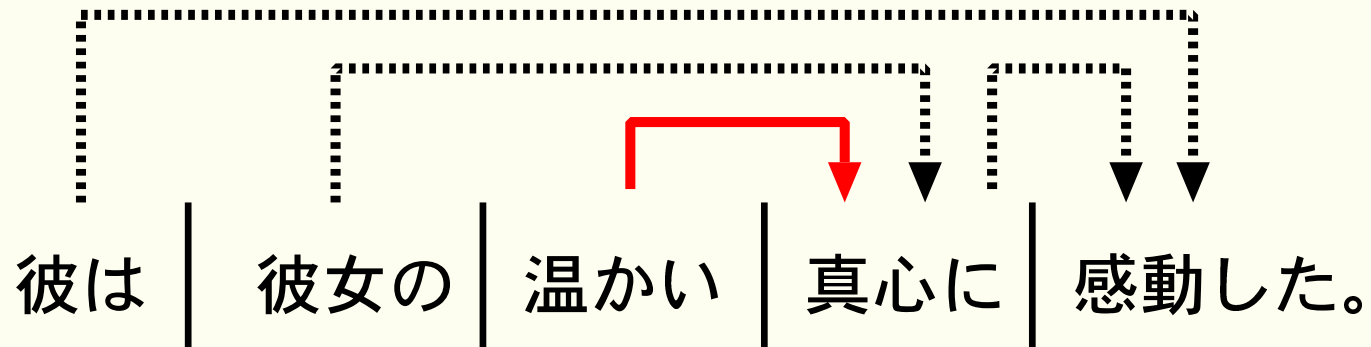 彼は 彼女の 温かい 真心に 感動した。